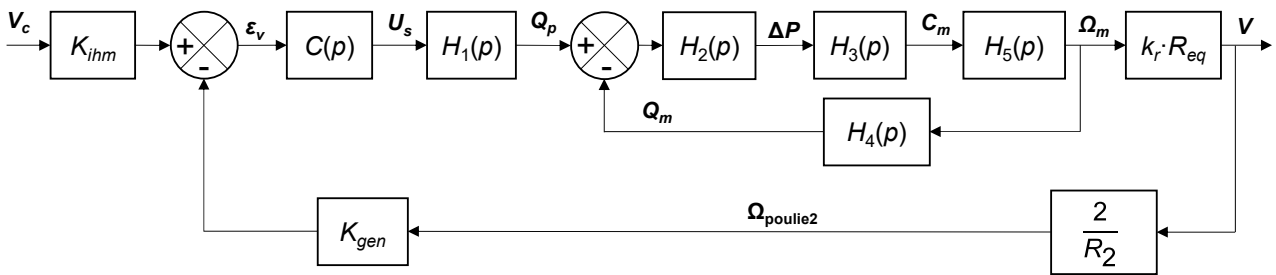 V_c K_ihm + - ε_v C(p) U_s H_1(p) Q_p + - H_2(p) ΔP H_3(p) C_m H_5(p) Ω_m k_r·R_eq V
Q_m H_4(p)
K_gen Ω_poulie2 2
R_2